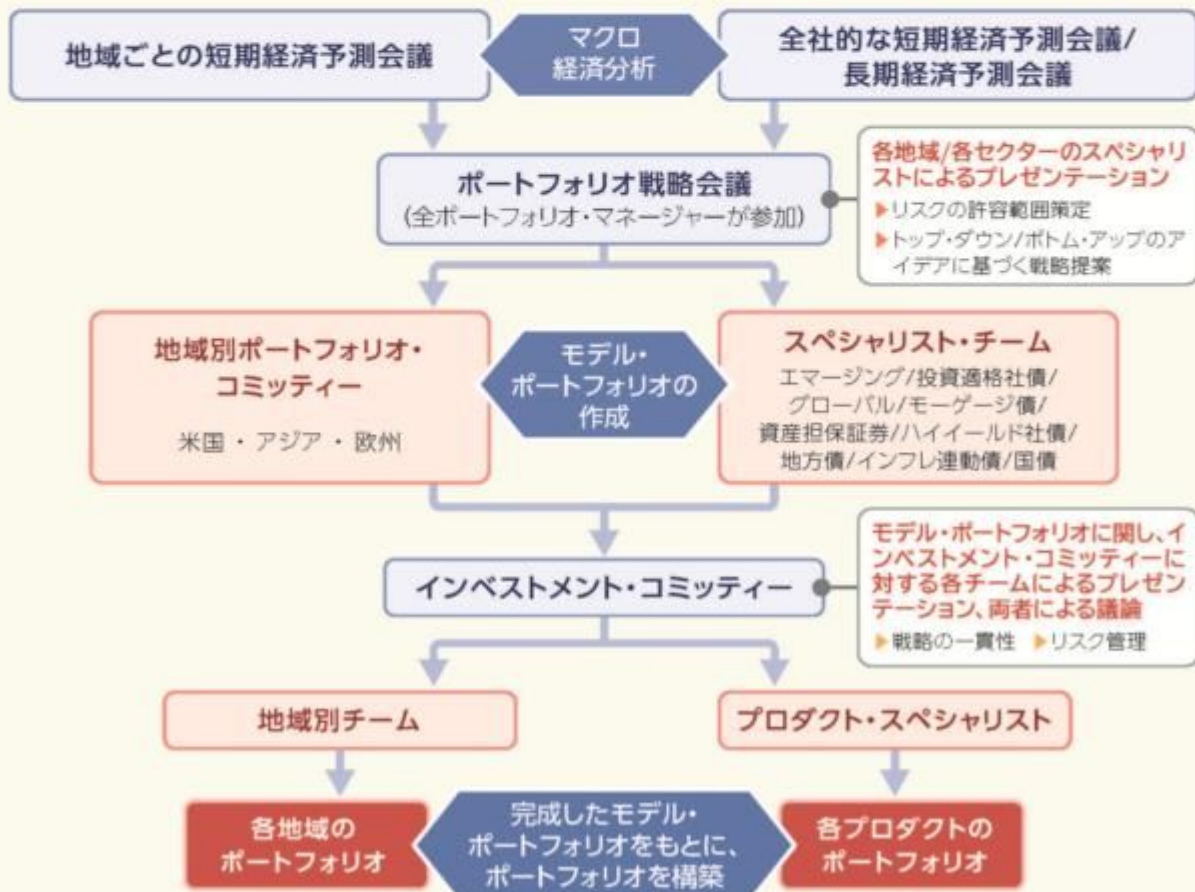 地域ごとの短期経済予測会議
マクロ
経済分析
全社的な短期経済予測会議/
長期経済予測会議
ポートフォリオ戦略会議
(全ポートフォリオ・マネージャーが参加)
各地域/各セクターのスペシャリ
ストによるプレゼンテーション
▶リスクの許容範囲策定
▶トップ・ダウン/ボトム・アップのア
イデアに基づく戦略提案
地域別ポートフォリオ・
コミッティー
米国 ・ アジア ・ 欧州
モデル・
ポートフォリオの
作成
スペシャリスト・チーム
エマージング/投資適格社債/
グローバル/モーゲージ債/
資産担保証券/ハイイールド社債/
地方債/インフレ連動債/国債
インベストメント・コミッティー
モデル・ポートフォリオに関し、イ
ンベストメント・コミッティーに
対する各チームによるプレゼン
テーション、両者による議論
▶戦略の一貫性 ▶リスク管理
地域別チーム
プロダクト・スペシャリスト
各地域の
ポートフォリオ
完成したモデル・
ポートフォリオをもとに、
ポートフォリオを構築
各プロダクトの
ポートフォリオ